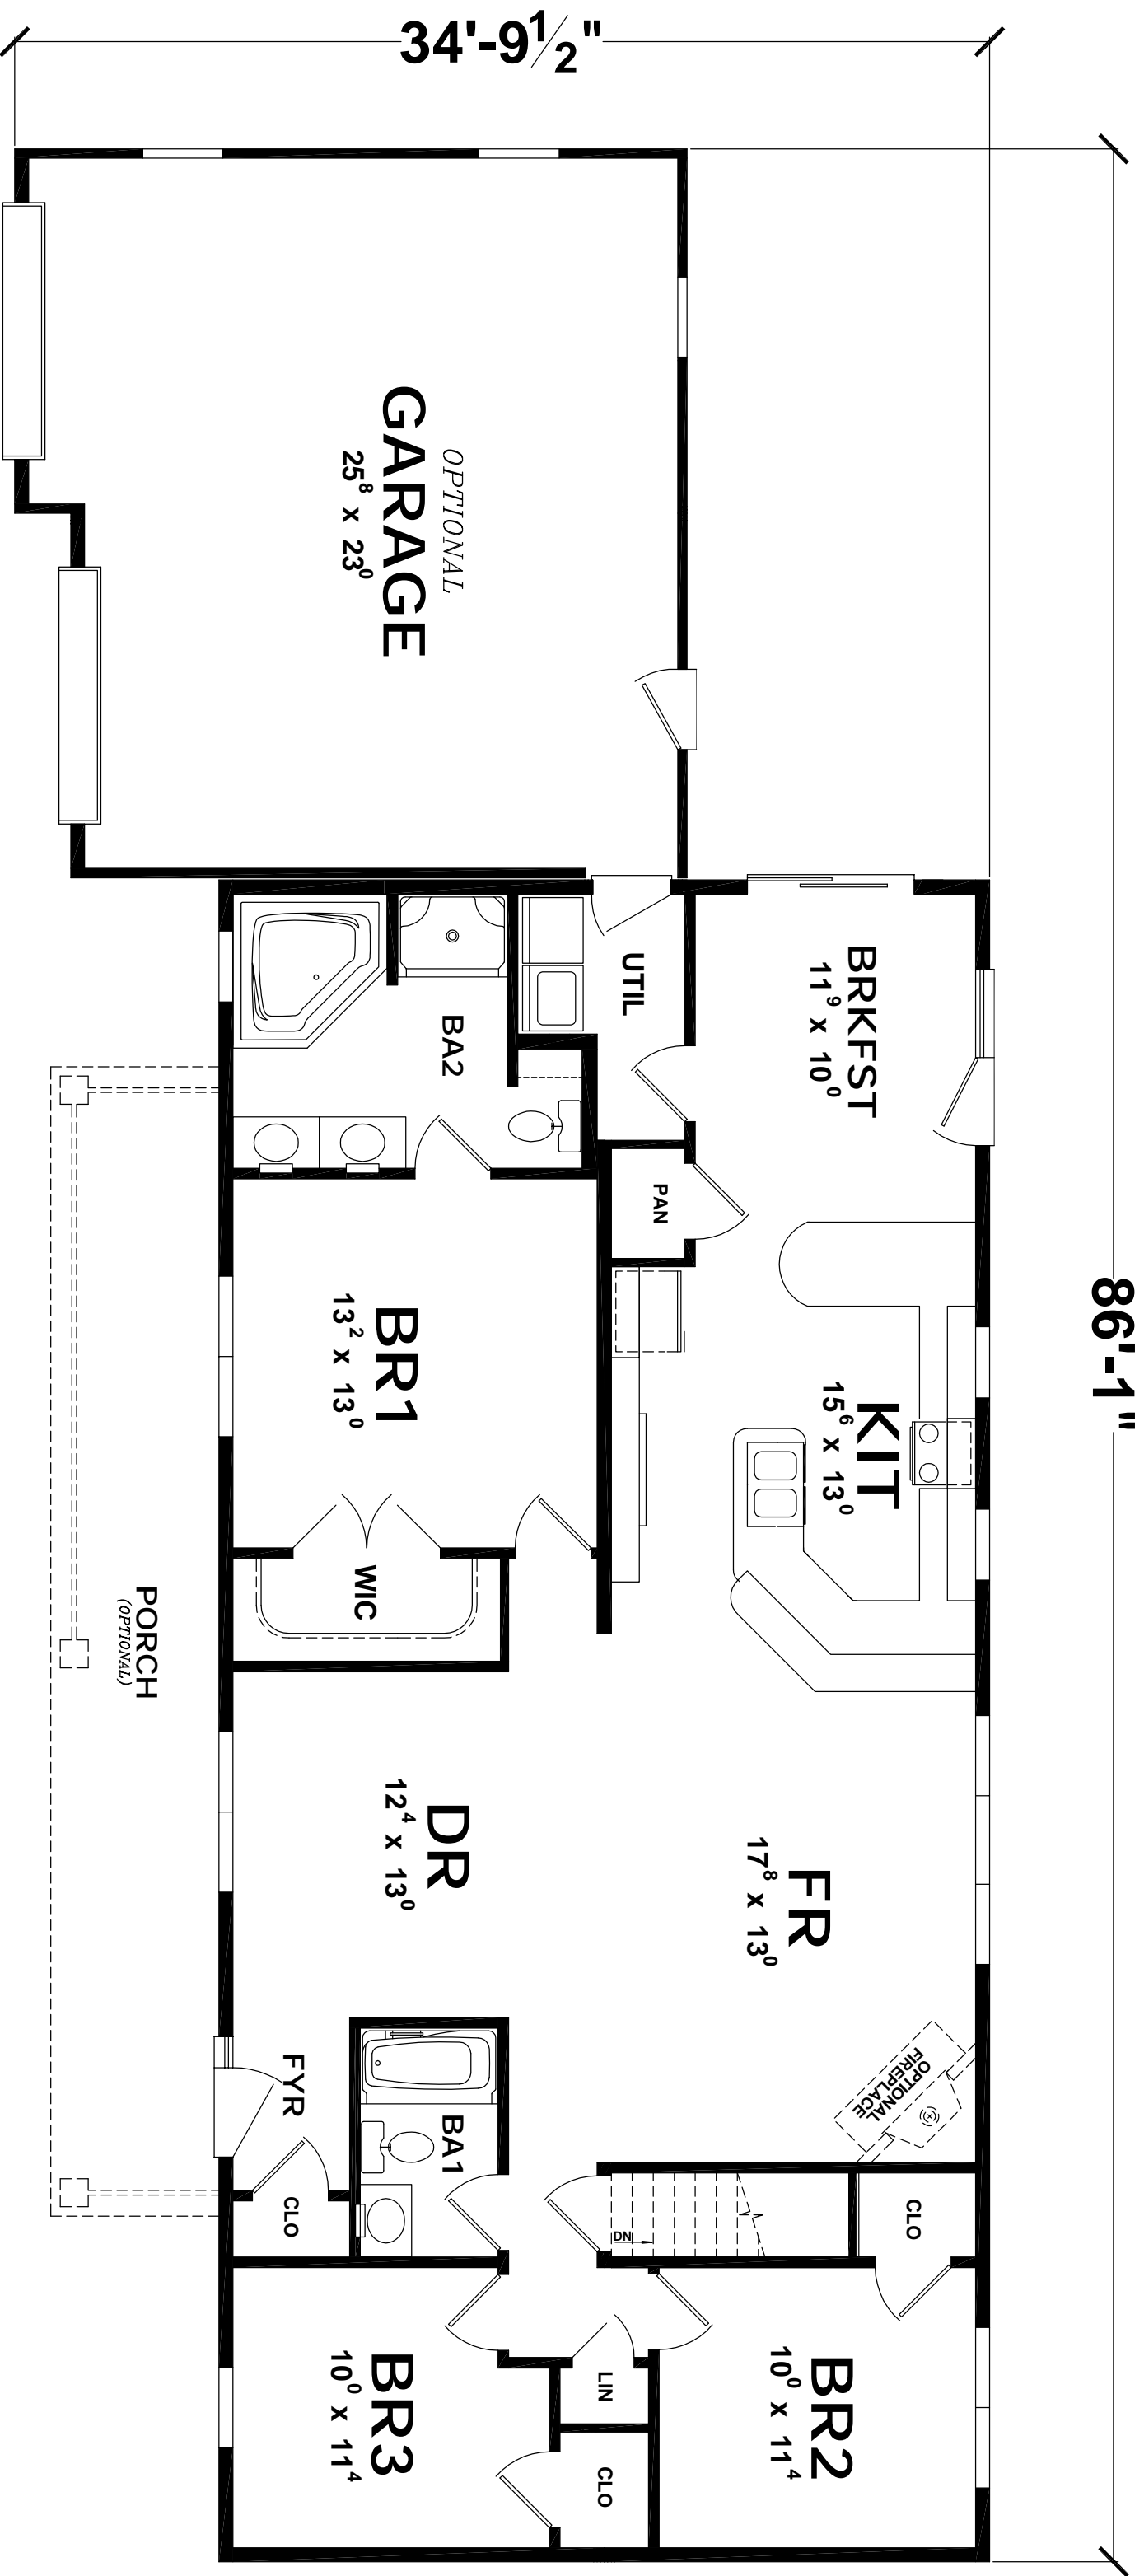 34'-9 1/2"
86'-1"
OPTIONAL
GARAGE
25⁸ x 23⁰
BRKFST
11⁹ x 10⁰
UTIL
BA2
PAN
KIT
15⁶ x 13⁰
BR1
13² x 13⁰
WIC
PORCH
(OPTIONAL)
FR
17⁸ x 13⁰
DR
12⁴ x 13⁰
OPTIONAL
FIREPLACE
FYR
BA1
CLO
DN
CLO
BR2
10⁰ x 11⁴
LIN
CLO
BR3
10⁰ x 11⁴